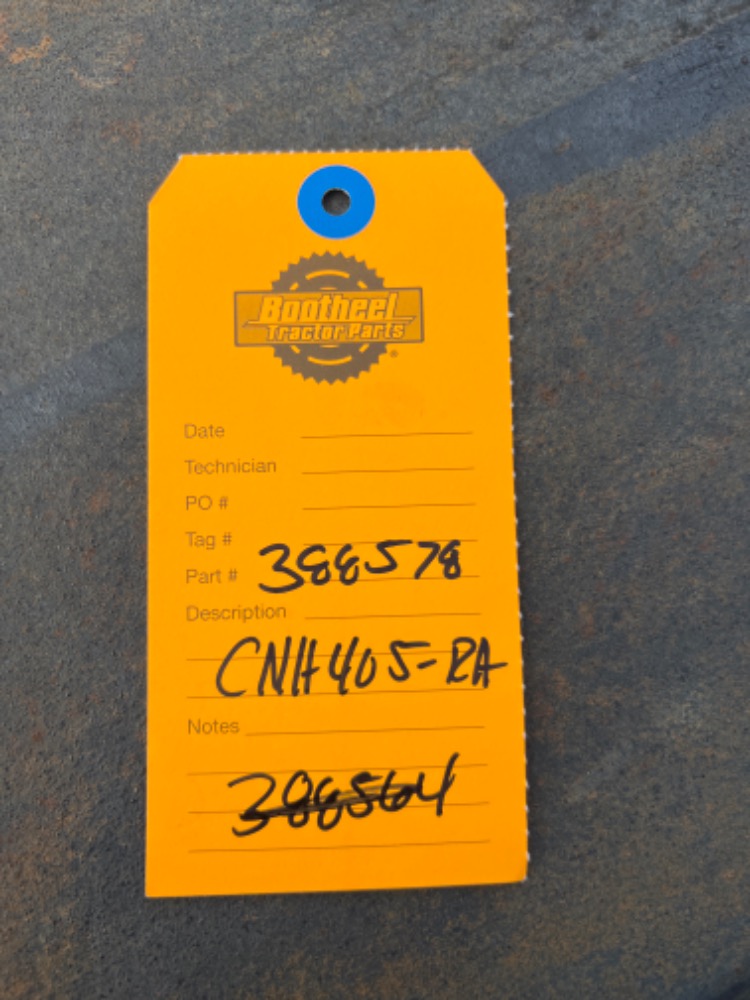 Bootheel
Tractor Parts
Date
Technician
PO #
Tag #
Part # 388578
Description
CNH405-RA
Notes
388564